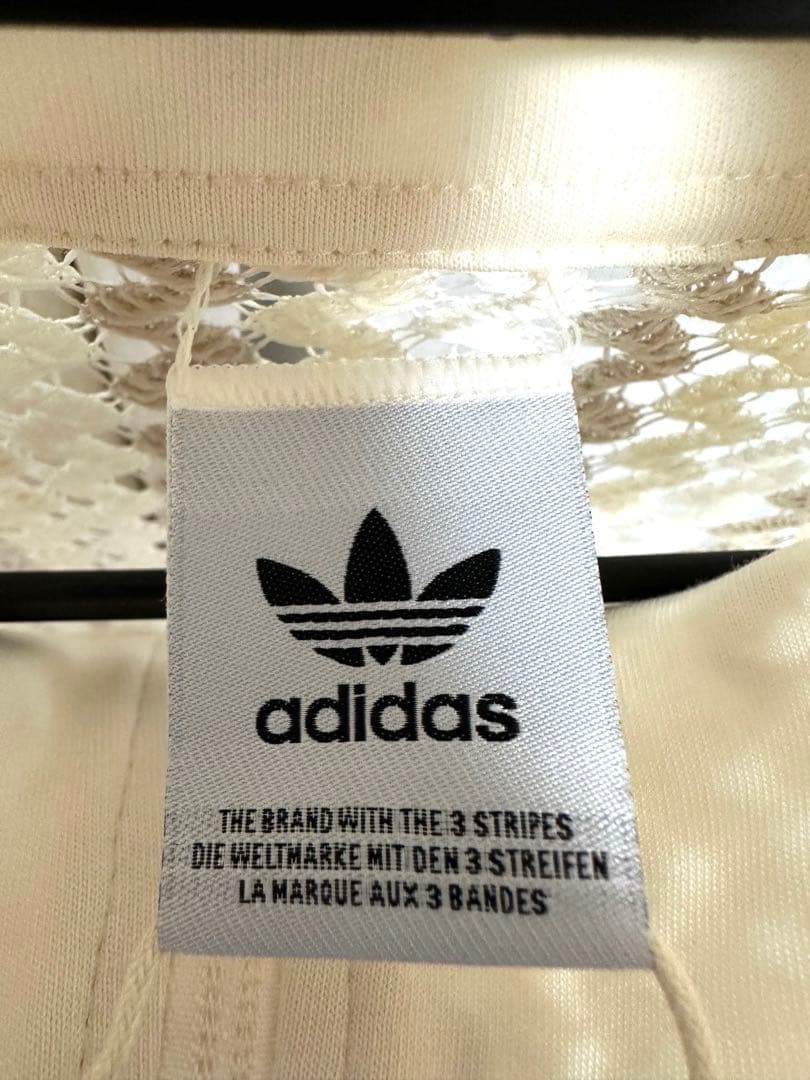 adidas
THE BRAND WITH THE 3 STRIPES
DIE WELTMARKE MIT DEN 3 STREIFEN
LA MARQUE AUX 3 BANDES